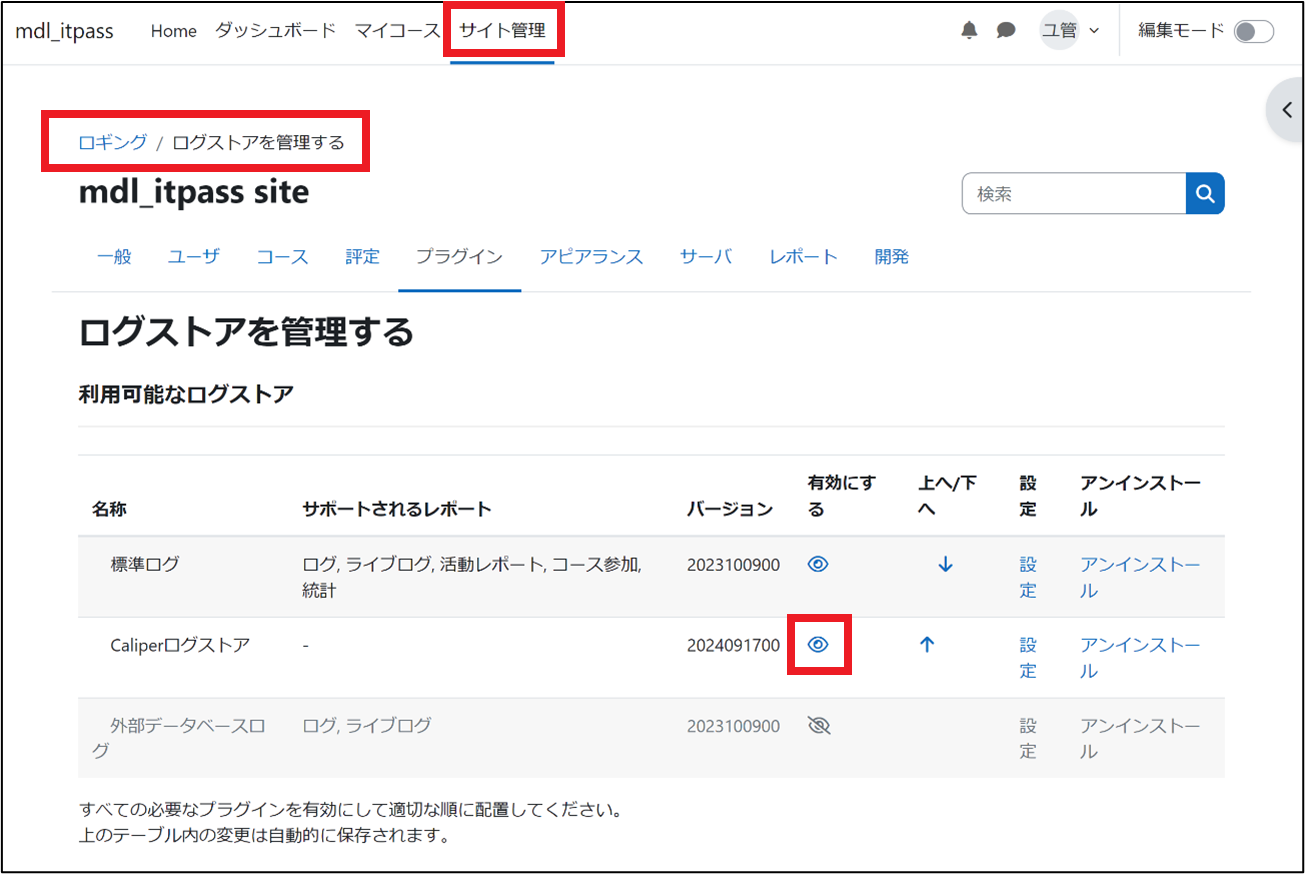 mdl_itpass Home ダッシュボード マイコース サイト管理 ユ管 編集モード
ロギング / ログストアを管理する
mdl_itpass site
検索
一般 ユーザ コース 評定 プラグイン アピアランス サーバ レポート 開発
ログストアを管理する
利用可能なログストア
名称 サポートされるレポート バージョン 有効にす
る 上へ/下
へ 設
定 アンインストー
ル
標準ログ ログ, ライブログ, 活動レポート, コース参加,
統計 2023100900 設
定 アンインストー
ル
Caliperログストア - 2024091700 設
定 アンインストー
ル
外部データベースロ
グ ログ, ライブログ 2023100900 設
定 アンインストー
ル
すべての必要なプラグインを有効にして適切な順に配置してください。
上のテーブル内の変更は自動的に保存されます。